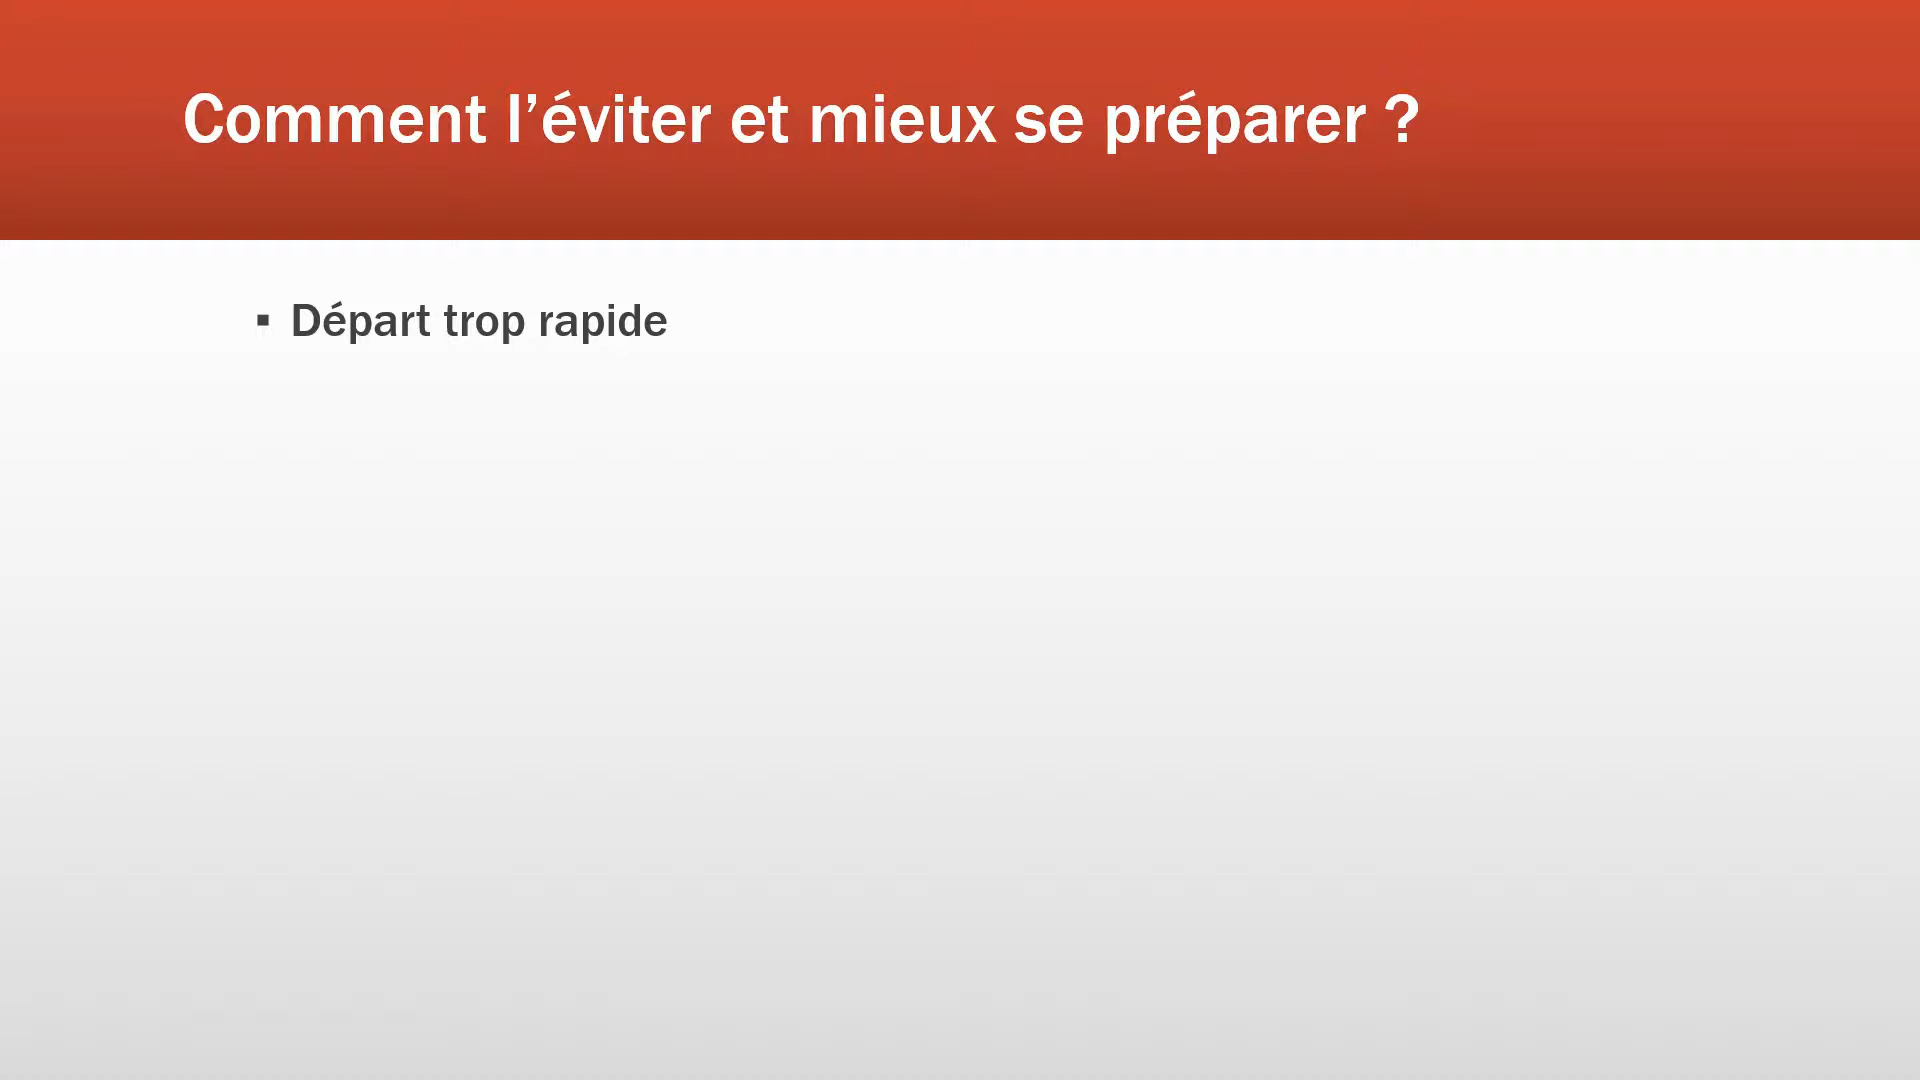 Comment l’éviter et mieux se préparer ?
▪ Départ trop rapide